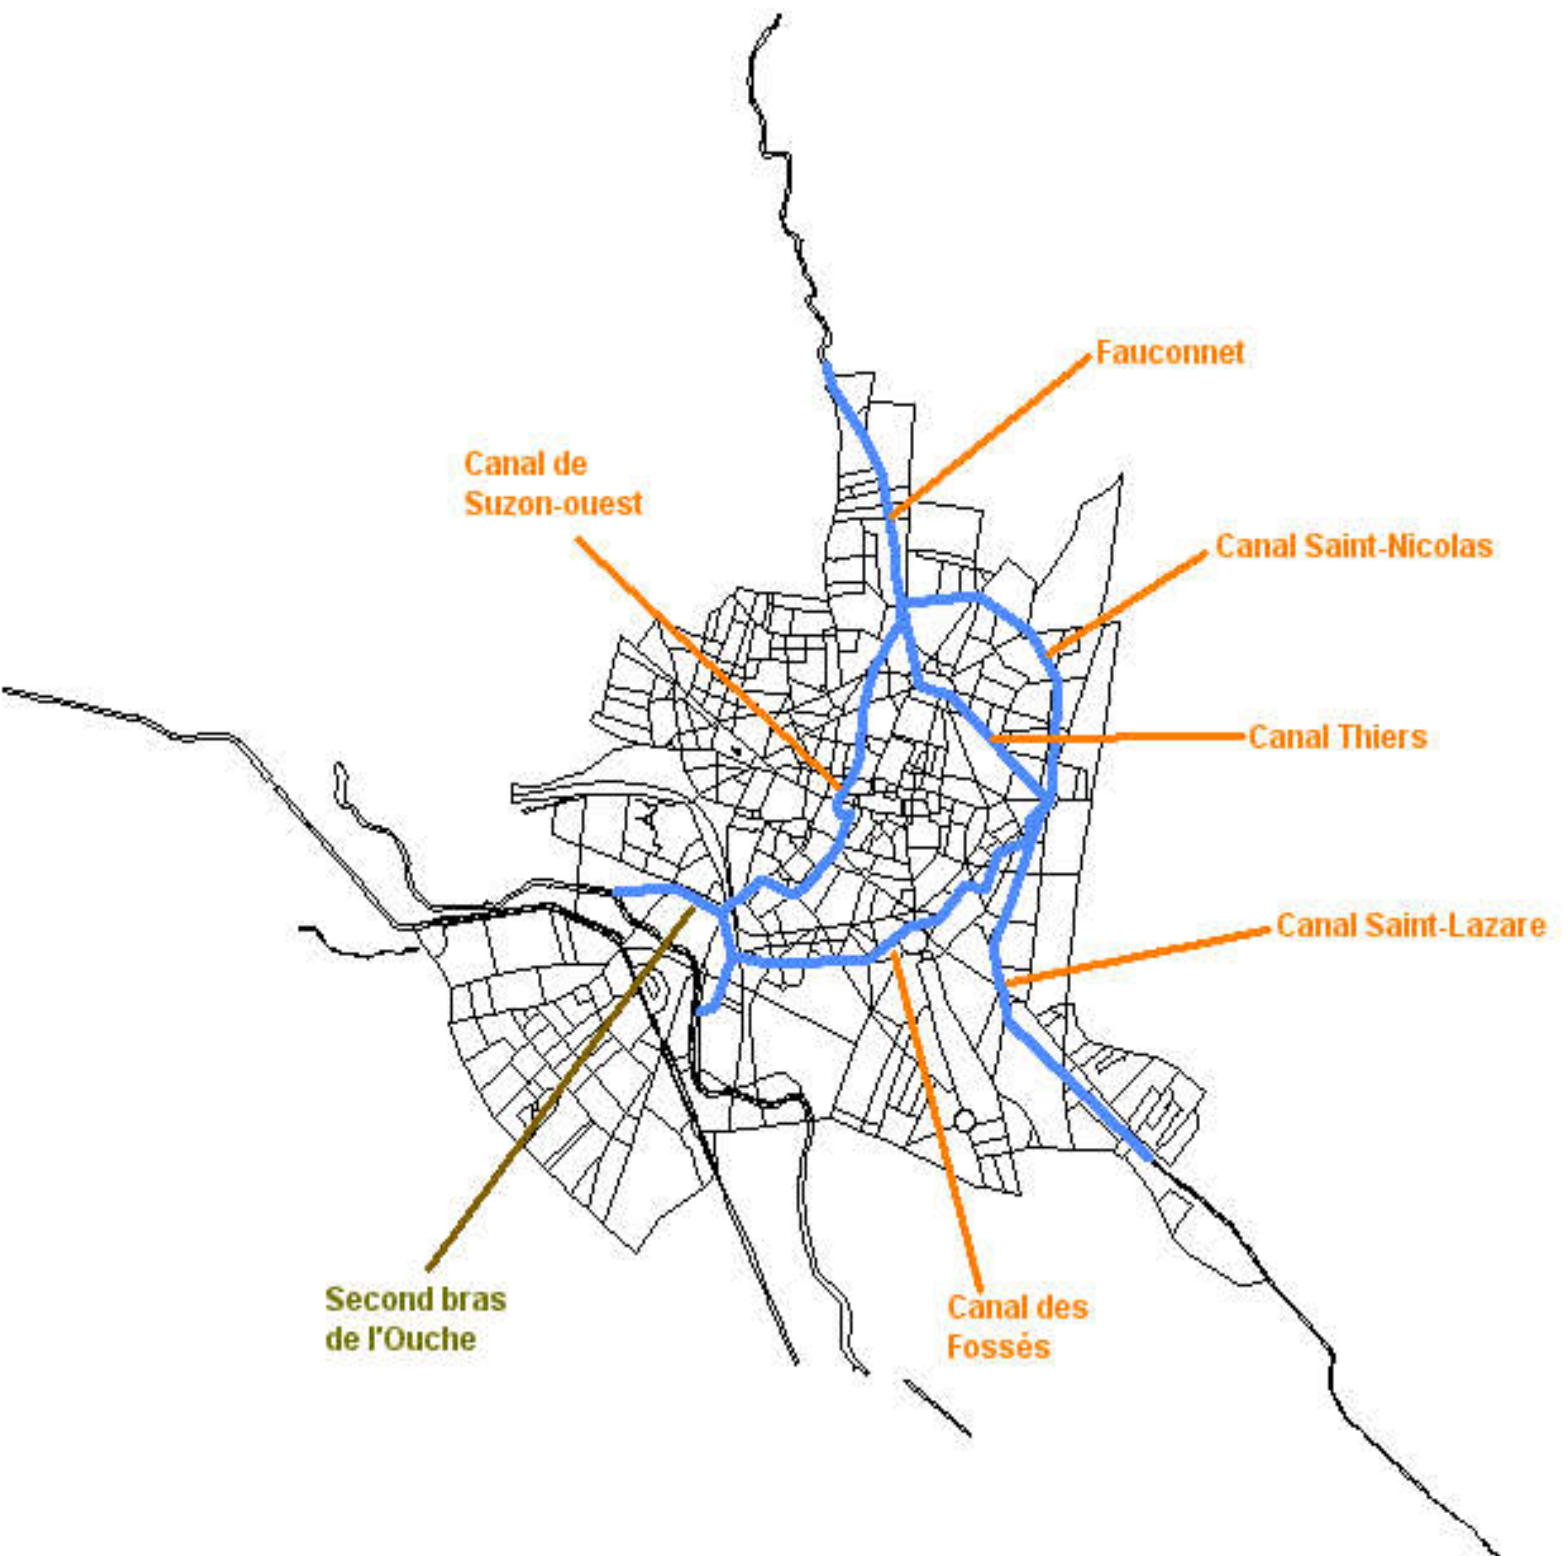 Fauconnet
Canal de
Suzon-ouest
Canal Saint-Nicolas
Canal Thiers
Canal Saint-Lazare
Second bras
de l'Ouche
Canal des
Fossés